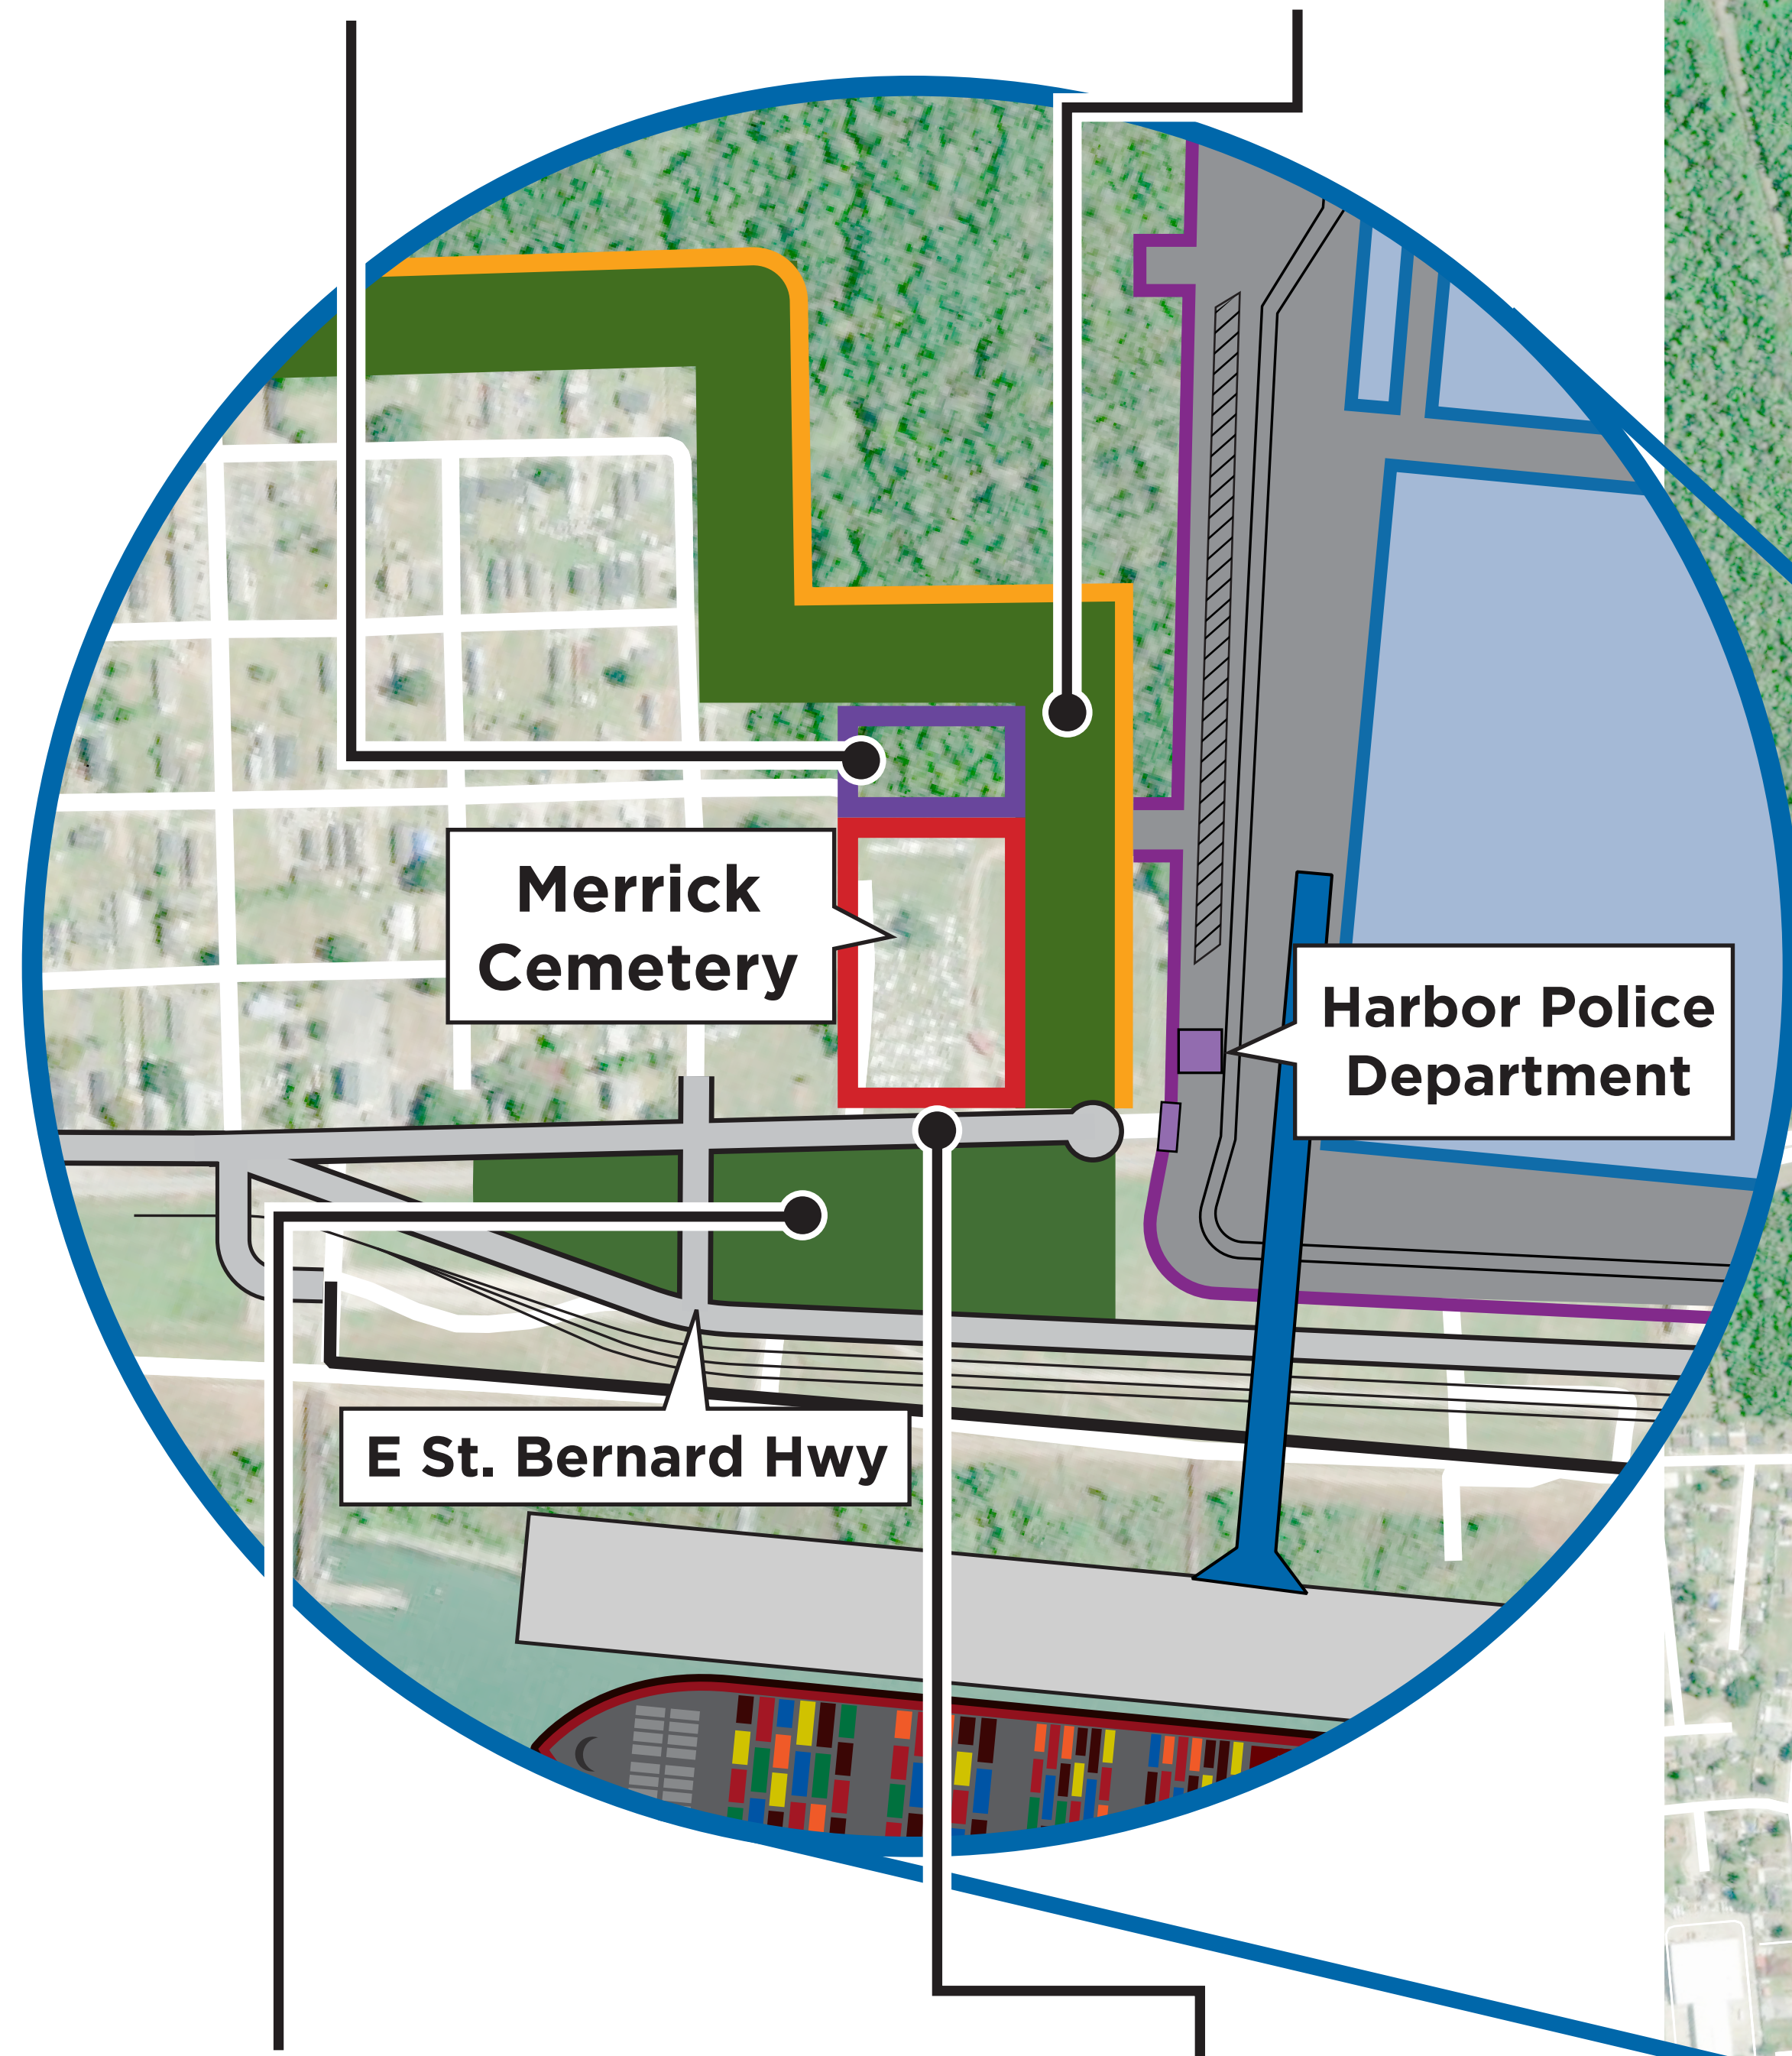 Merrick
Cemetery
Harbor Police
Department
E St. Bernard Hwy